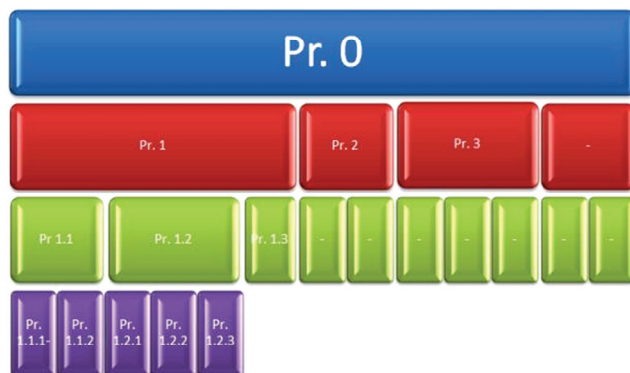 Pr. 0
Pr. 1
Pr. 2
Pr. 3
-
Pr 1.1
Pr. 1.2
Pr. 1.3
-
-
-
-
-
-
-
Pr.
1.1.1-
Pr.
1.1.2
Pr.
1.2.1
Pr.
1.2.2
Pr.
1.2.3